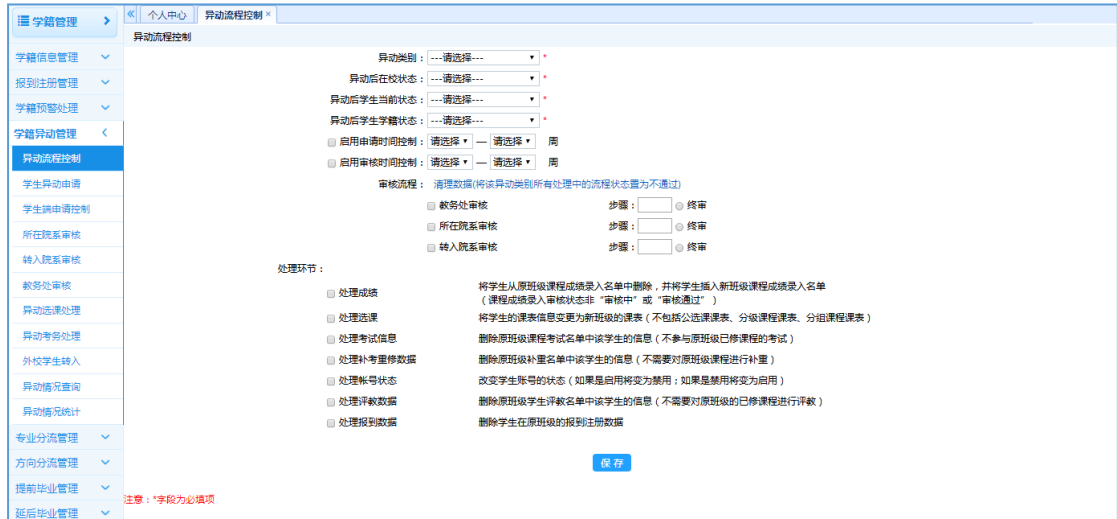 学籍管理
学籍信息管理
报到注册管理
学籍预警处理
学籍异动管理
异动流程控制
学生异动申请
学生端申请控制
所在院系审核
转入院系审核
教务处审核
异动选课处理
异动考务处理
外校学生转入
异动情况查询
异动情况统计
专业分流管理
方向分流管理
提前毕业管理
延后毕业管理
个人中心 异动流程控制 ×
异动流程控制
异动类别： ---请选择--- *
异动后在校状态： ---请选择--- *
异动后学生当前状态： ---请选择--- *
异动后学生学籍状态： ---请选择--- *
启用申请时间控制： 请选择 — 请选择 周
启用审核时间控制： 请选择 — 请选择 周
审核流程： 清理数据(将该异动类别所有处理中的流程状态置为不通过)
教务处审核 步骤： 终审
所在院系审核 步骤： 终审
转入院系审核 步骤： 终审
处理环节：
处理成绩 将学生从原班级课程成绩录入名单中删除，并将学生插入新班级课程成绩录入名单
（课程成绩录入审核状态非“审核中”或“审核通过”）
处理选课 将学生的课表信息变更为新班级的课表（不包括公选课课表、分级课程课表、分组课程课表）
处理考试信息 删除原班级课程考试名单中该学生的信息（不参与原班级已修课程的考试）
处理补考重修数据 删除原班级补重名单中该学生的信息（不需要对原班级课程进行补重）
处理帐号状态 改变学生账号的状态（如果是启用将变为禁用；如果是禁用将变为启用）
处理评教数据 删除原班级学生评教名单中该学生的信息（不需要对原班级的已修课程进行评教）
处理报到数据 删除学生在原班级的报到注册数据
保存
注意：*字段为必填项